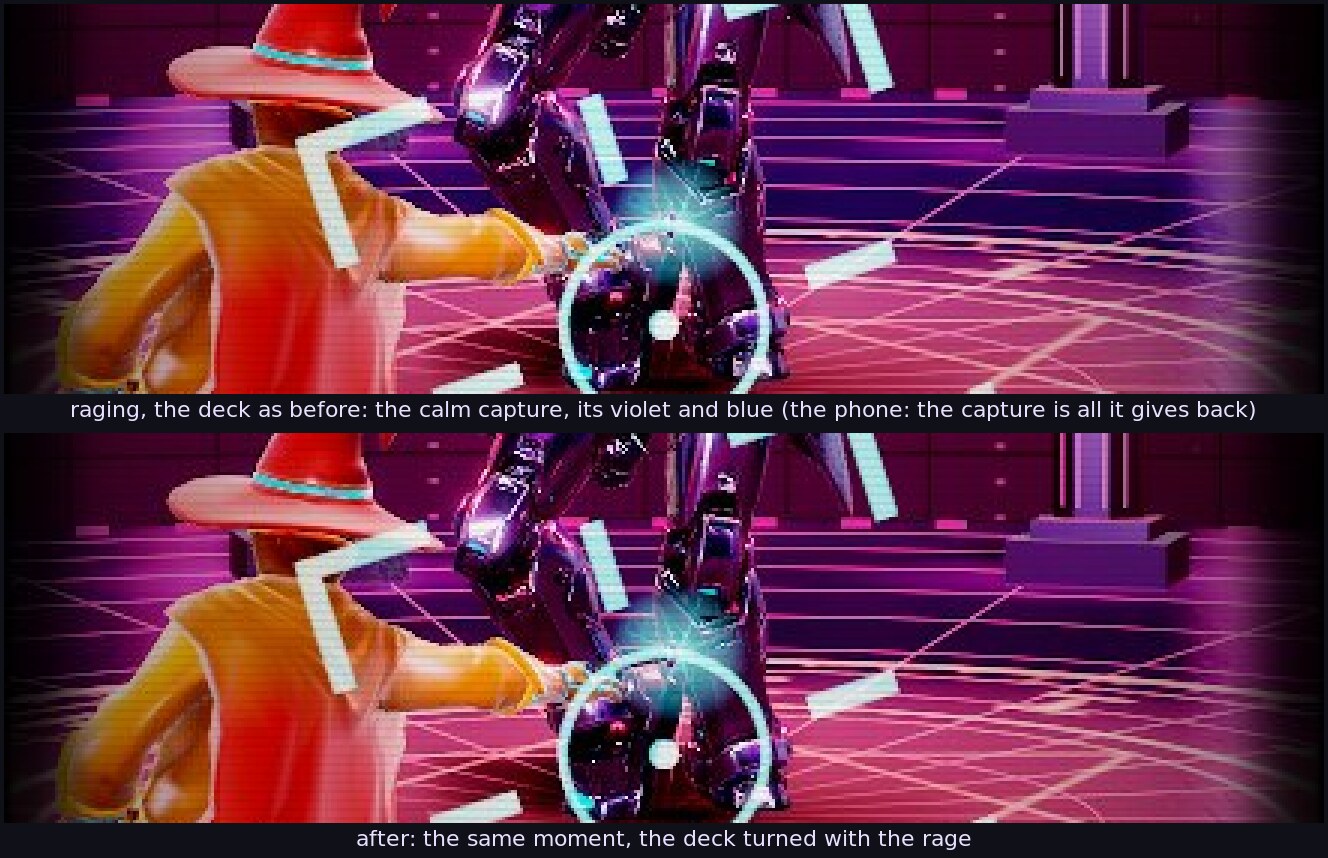 raging, the deck as before: the calm capture, its violet and blue (the phone: the capture is all it gives back)
after: the same moment, the deck turned with the rage